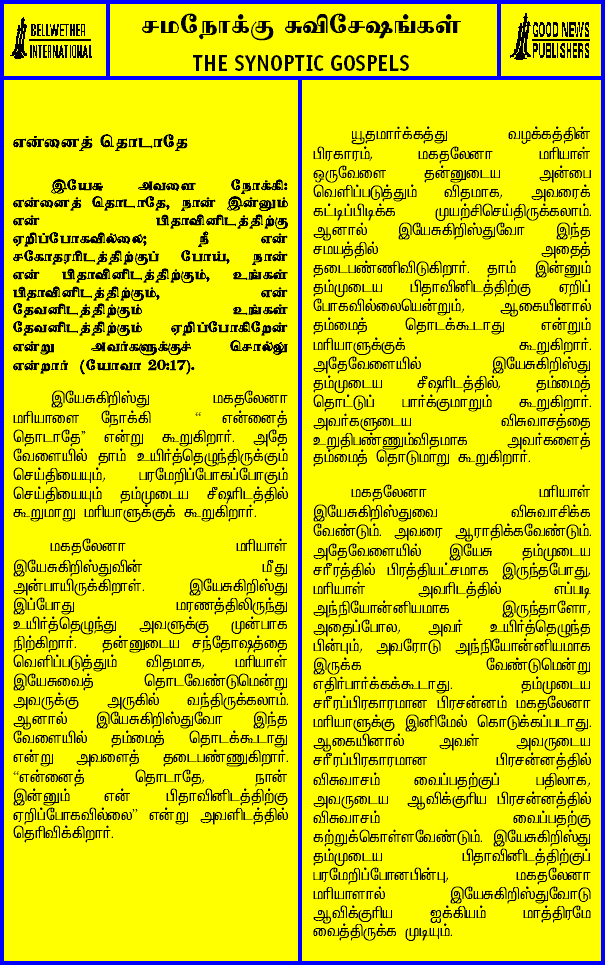 BELLWETHER
INTERNATIONAL
சமநோக்கு சுவிசேஷங்கள்
THE SYNOPTIC GOSPELS
GOOD NEWS
PUBLISHERS
என்னைத் தொடாதே
இயேசு அவளை நோக்கி:
என்னைத் தொடாதே, நான் இன்னும்
என் பிதாவினிடத்திற்கு
ஏறிப்போகவில்லை; நீ என்
சகோதரரிடத்திற்குப் போய், நான்
என் பிதாவினிடத்திற்கும், உங்கள்
பிதாவினிடத்திற்கும், என்
தேவனிடத்திற்கும் உங்கள்
தேவனிடத்திற்கும் ஏறிப்போகிறேன்
என்று அவர்களுக்குச் சொல்லு
என்றார் (யோவா 20:17).
இயேசுகிறிஸ்து மகதலேனா
மரியாளை நோக்கி “ என்னைத்
தொடாதே” என்று கூறுகிறார். அதே
வேளையில் தாம் உயிர்த்தெழுந்திருக்கும்
செய்தியையும், பரமேறிப்போகப்போகும்
செய்தியையும் தம்முடைய சீஷரிடத்தில்
கூறுமாறு மரியாளுக்குக் கூறுகிறார்.
மகதலேனா மரியாள்
இயேசுகிறிஸ்துவின் மீது
அன்பாயிருக்கிறாள். இயேசுகிறிஸ்து
இப்போது மரணத்திலிருந்து
உயிர்த்தெழுந்து அவளுக்கு முன்பாக
நிற்கிறார். தன்னுடைய சந்தோஷத்தை
வெளிப்படுத்தும் விதமாக, மரியாள்
இயேசுவைத் தொடவேண்டுமென்று
அவருக்கு அருகில் வந்திருக்கலாம்.
ஆனால் இயேசுகிறிஸ்துவோ இந்த
வேளையில் தம்மைத் தொடக்கூடாது
என்று அவளைத் தடைபண்ணுகிறார்.
“என்னைத் தொடாதே, நான்
இன்னும் என் பிதாவினிடத்திற்கு
ஏறிப்போகவில்லை” என்று அவளிடத்தில்
தெரிவிக்கிறார்.
யூதமார்க்கத்து வழக்கத்தின்
பிரகாரம், மகதலேனா மரியாள்
ஒருவேளை தன்னுடைய அன்பை
வெளிப்படுத்தும் விதமாக, அவரைக்
கட்டிப்பிடிக்க முயற்சிசெய்திருக்கலாம்.
ஆனால் இயேசுகிறிஸ்துவோ இந்த
சமயத்தில் அதைத்
தடைபண்ணிவிடுகிறார். தாம் இன்னும்
தம்முடைய பிதாவினிடத்திற்கு ஏறிப்
போகவில்லையென்றும், ஆகையினால்
தம்மைத் தொடக்கூடாது என்றும்
மரியாளுக்குக் கூறுகிறார்.
அதேவேளையில் இயேசுகிறிஸ்து
தம்முடைய சீஷரிடத்தில், தம்மைத்
தொட்டுப் பார்க்குமாறும் கூறுகிறார்.
அவர்களுடைய விசுவாசத்தை
உறுதிபண்ணும்விதமாக அவர்களைத்
தம்மைத் தொடுமாறு கூறுகிறார்.
மகதலேனா மரியாள்
இயேசுகிறிஸ்துவை விசுவாசிக்க
வேண்டும். அவரை ஆராதிக்கவேண்டும்.
அதேவேளையில் இயேசு தம்முடைய
சரீரத்தில் பிரத்தியட்சமாக இருந்தபோது,
மரியாள் அவரிடத்தில் எப்படி
அந்நியோன்னியமாக இருந்தாளோ,
அதைப்போல, அவர் உயிர்த்தெழுந்த
பின்பும், அவரோடு அந்நியோன்னியமாக
இருக்க வேண்டுமென்று
எதிர்பார்க்கக்கூடாது. தம்முடைய
சரீரப்பிரகாரமான பிரசன்னம் மகதலேனா
மரியாளுக்கு இனிமேல் கொடுக்கப்படாது.
ஆகையினால் அவள் அவருடைய
சரீரப்பிரகாரமான பிரசன்னத்தில்
விசுவாசம் வைப்பதற்குப் பதிலாக,
அவருடைய ஆவிக்குரிய பிரசன்னத்தில்
விசுவாசம் வைப்பதற்கு
கற்றுக்கொள்ளவேண்டும். இயேசுகிறிஸ்து
தம்முடைய பிதாவினிடத்திற்குப்
பரமேறிப்போனபின்பு, மகதலேனா
மரியாளால் இயேசுகிறிஸ்துவோடு
ஆவிக்குரிய ஐக்கியம் மாத்திரமே
வைத்திருக்க முடியும்.